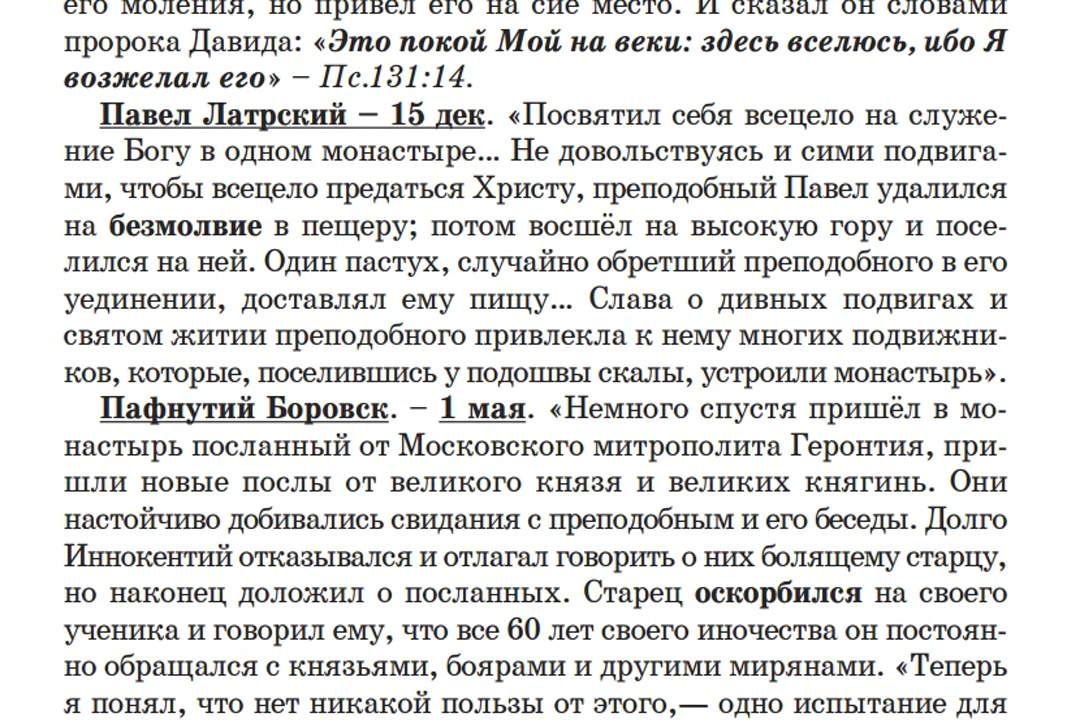 его моления, но привёл его на сие место. И сказал он словами
пророка Давида: «Это покой Мой на веки: здесь вселюсь, ибо Я
возжелал его» – Пс.131:14.
Павел Латрский – 15 дек. «Посвятил себя всецело на служе-
ние Богу в одном монастыре... Не довольствуясь и сими подвига-
ми, чтобы всецело предаться Христу, преподобный Павел удалился
на безмолвие в пещеру; потом восшёл на высокую гору и посе-
лился на ней. Один пастух, случайно обретший преподобного в его
уединении, доставлял ему пищу... Слава о дивных подвигах и
святом житии преподобного привлекла к нему многих подвижни-
ков, которые, поселившись у подошвы скалы, устроили монастырь».
Пафнутий Боровск. – 1 мая. «Немного спустя пришёл в мо-
настырь посланный от Московского митрополита Геронтия, при-
шли новые послы от великого князя и великих княгинь. Они
настойчиво добивались свидания с преподобным и его беседы. Долго
Иннокентий отказывался и отлагал говорить о них болящему старцу,
но наконец доложил о посланных. Старец оскорбился на своего
ученика и говорил ему, что все 60 лет своего иночества он постоян-
но обращался с князьями, боярами и другими мирянами. «Теперь
я понял, что нет никакой пользы от этого,— одно испытание для